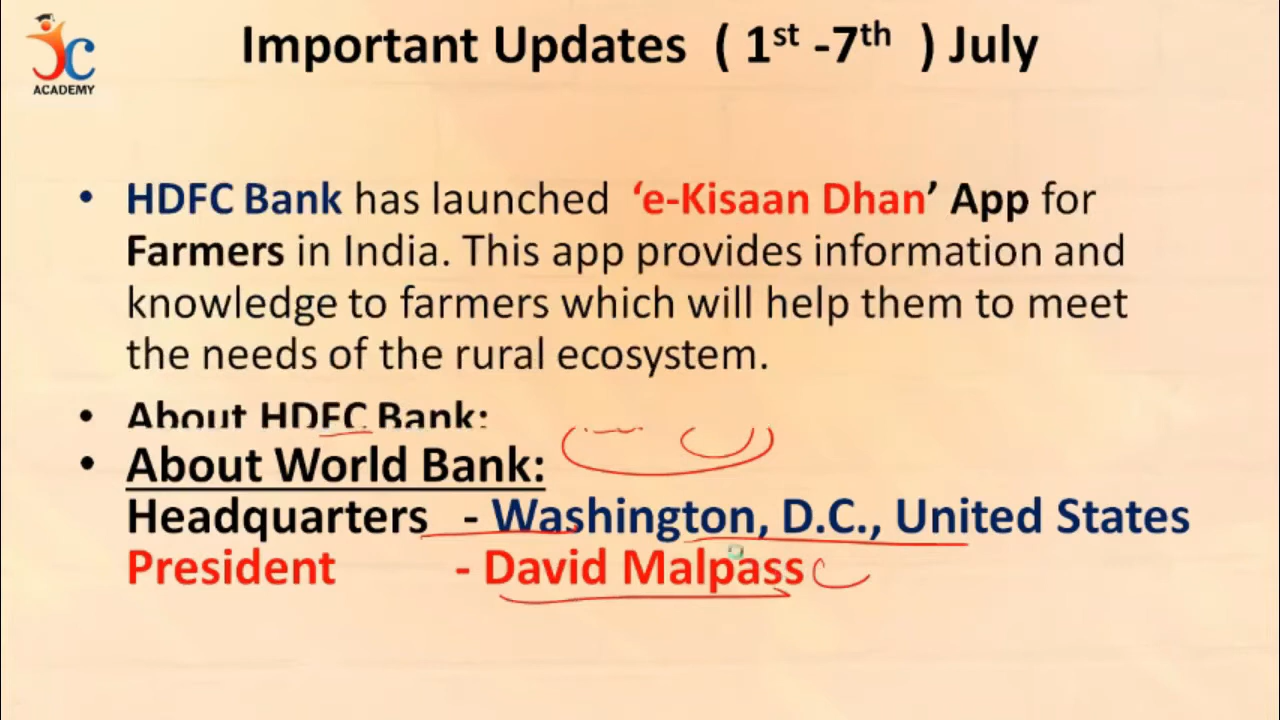 JC
ACADEMY
Important Updates ( 1st -7th ) July
• HDFC Bank has launched ‘e-Kisaan Dhan’ App for
Farmers in India. This app provides information and
knowledge to farmers which will help them to meet
the needs of the rural ecosystem.
• About HDFC Bank:
• About World Bank:
Headquarters - Washington, D.C., United States
President - David Malpass